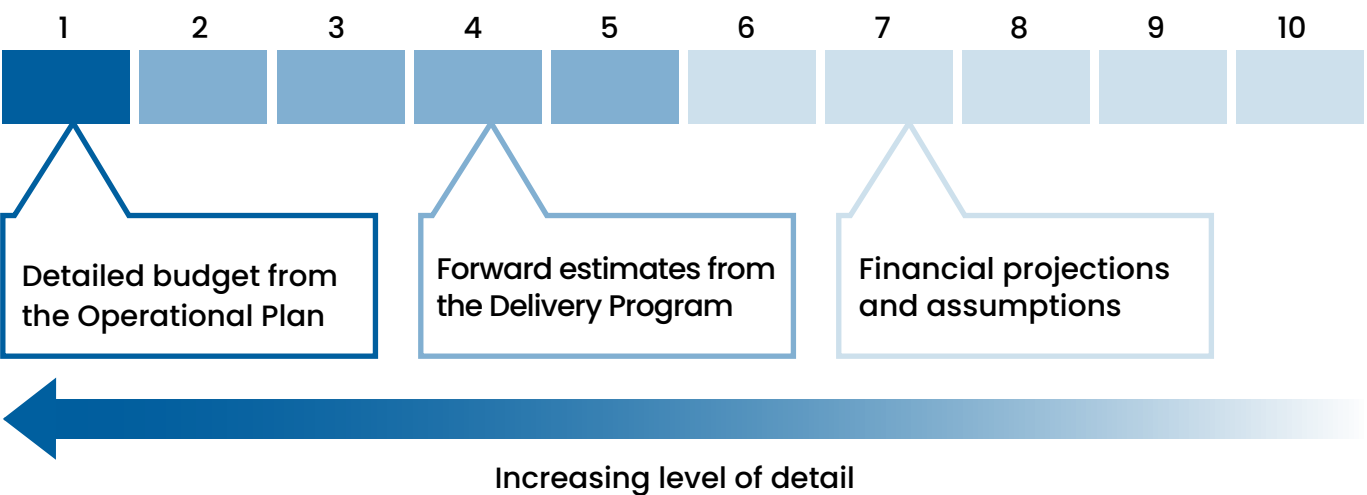 1 2 3 4 5 6 7 8 9 10
Detailed budget from
the Operational Plan
Forward estimates from
the Delivery Program
Financial projections
and assumptions
Increasing level of detail